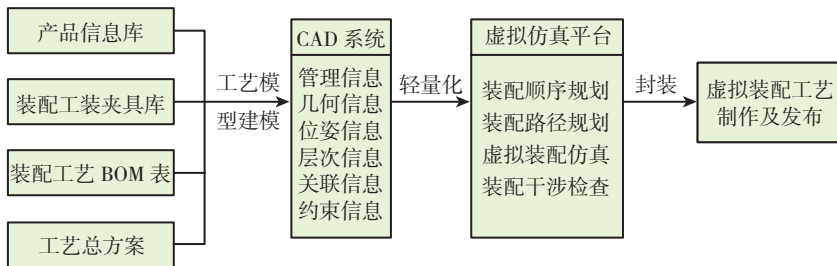 产品信息库
装配工装夹具库
装配工艺 BOM 表
工艺总方案
工艺模
型建模
CAD 系统
管理信息
几何信息
位姿信息
层次信息
关联信息
约束信息
轻量化
虚拟仿真平台
装配顺序规划
装配路径规划
虚拟装配仿真
装配干涉检查
封装
虚拟装配工艺
制作及发布